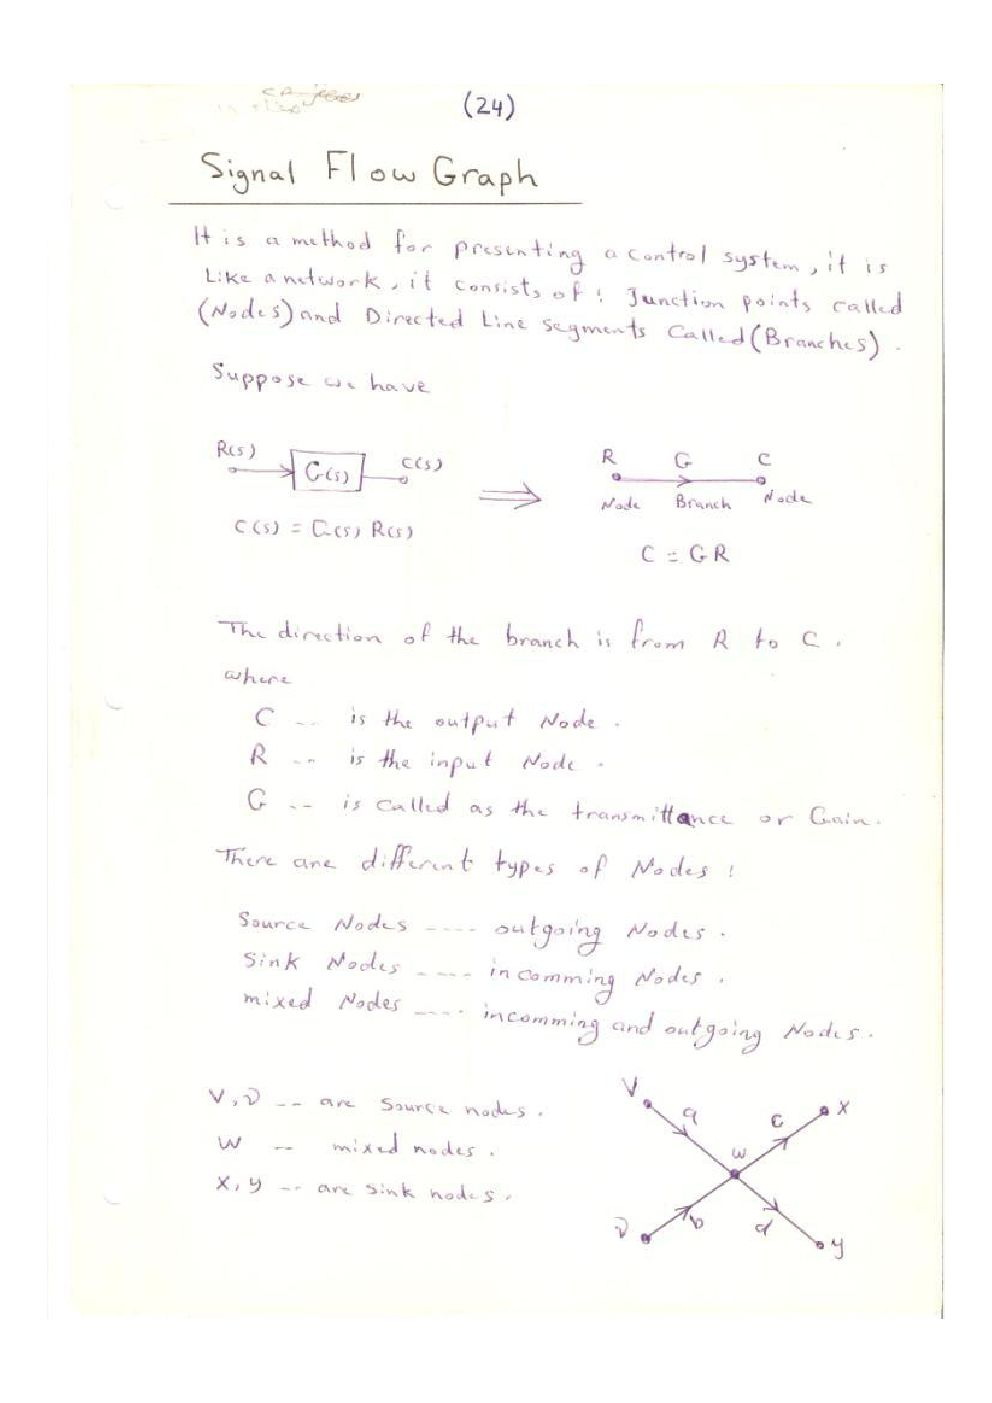 (24)
Signal Flow Graph
It is a method for presenting a control system, it is
Like a network, it consists of : Junction points called
(Nodes) and Directed Line segments Called (Branches).
Suppose we have
R(s) G(s) C(s)
R G C
Node Branch Node
C(s) = G(s) R(s)
C = GR
The direction of the branch is from R to C.
where
C -- is the output Node.
R -- is the input Node.
G -- is called as the transmittance or Gain.
There are different types of Nodes :
Source Nodes ---- outgoing Nodes.
Sink Nodes ---- incomming Nodes.
mixed Nodes ---- incomming and outgoing Nodes.
-- are source nodes.
W -- mixed nodes.
X, y -- are sink nodes.
V a c X
w
b d y